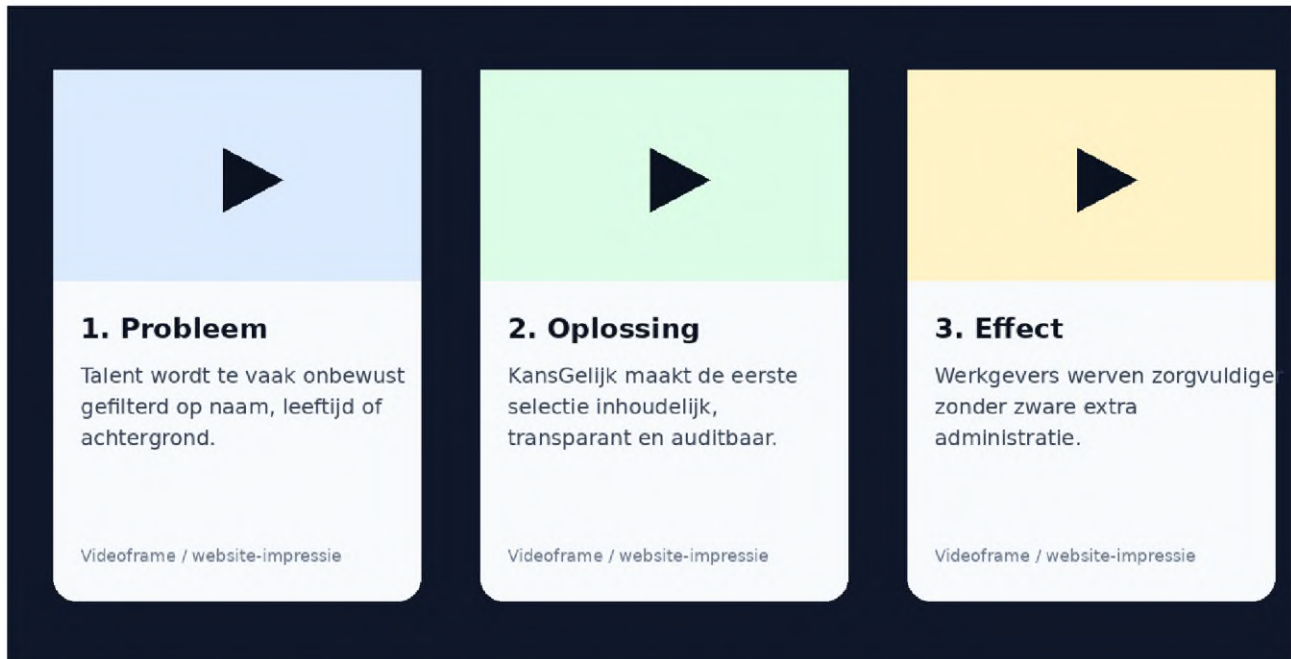 1. Probleem
Talent wordt te vaak onbewust
gefilterd op naam, leeftijd of
achtergrond.
Videoframe / website-impressie
2. Oplossing
KansGelijk maakt de eerste
selectie inhoudelijk,
transparant en auditbaar.
Videoframe / website-impressie
3. Effect
Werkgevers werven zorgvuldiger
zonder zware extra
administratie.
Videoframe / website-impressie